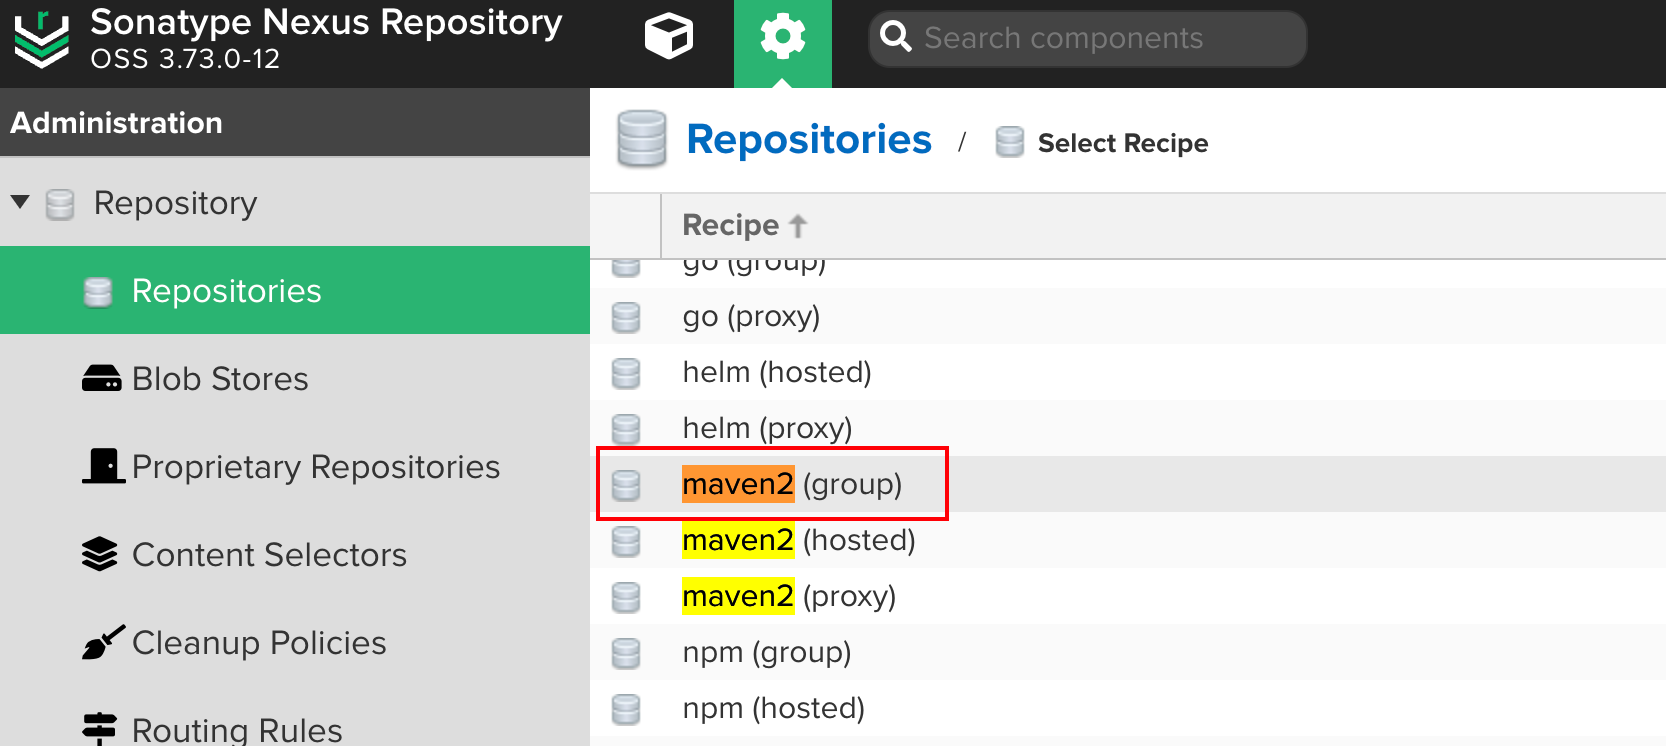 Sonatype Nexus Repository
OSS 3.73.0-12
Search components
Administration
Repositories / Select Recipe
Repository
Recipe
Repositories
go (group)
go (proxy)
helm (hosted)
Blob Stores
helm (proxy)
Proprietary Repositories
maven2 (group)
maven2 (hosted)
Content Selectors
maven2 (proxy)
Cleanup Policies
npm (group)
npm (hosted)
Routing Rules